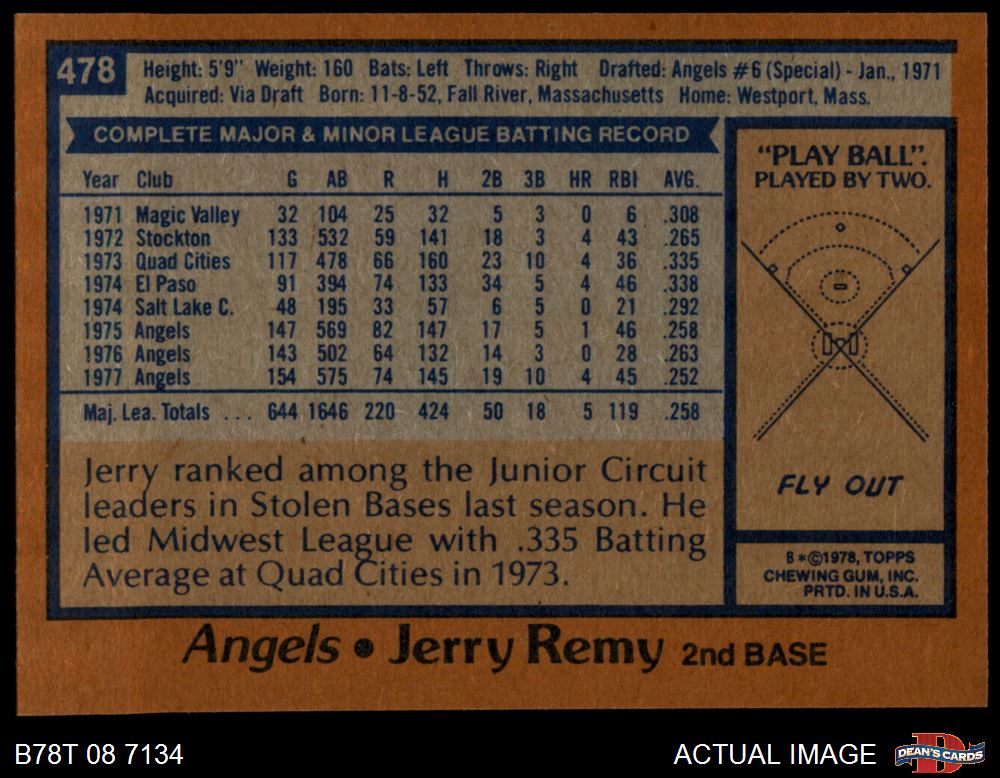 478
Height: 5'9" Weight: 160 Bats: Left Throws: Right Drafted: Angels #6 (Special) - Jan., 1971
Acquired: Via Draft Born: 11-8-52, Fall River, Massachusetts Home: Westport, Mass.
COMPLETE MAJOR & MINOR LEAGUE BATTING RECORD
Year Club G AB R H 2B 3B HR RBI AVG.
1971 Magic Valley 32 104 25 32 5 3 0 6 .308
1972 Stockton 133 532 59 141 18 3 4 43 .265
1973 Quad Cities 117 478 66 160 23 10 4 36 .335
1974 El Paso 91 394 74 133 34 5 4 46 .338
1974 Salt Lake C. 48 195 33 57 6 5 0 21 .292
1975 Angels 147 569 82 147 17 5 1 46 .258
1976 Angels 143 502 64 132 14 3 0 28 .263
1977 Angels 154 575 74 145 19 10 4 45 .252
Maj. Lea. Totals ... 644 1646 220 424 50 18 5 119 .258
Jerry ranked among the Junior Circuit
leaders in Stolen Bases last season. He
led Midwest League with .335 Batting
Average at Quad Cities in 1973.
"PLAY BALL".
PLAYED BY TWO.
FLY OUT
8*©1978, TOPPS
CHEWING GUM, INC.
PRTD. IN U.S.A.
Angels • Jerry Remy 2nd BASE
B78T 08 7134
ACTUAL IMAGE
DEAN'S CARDS